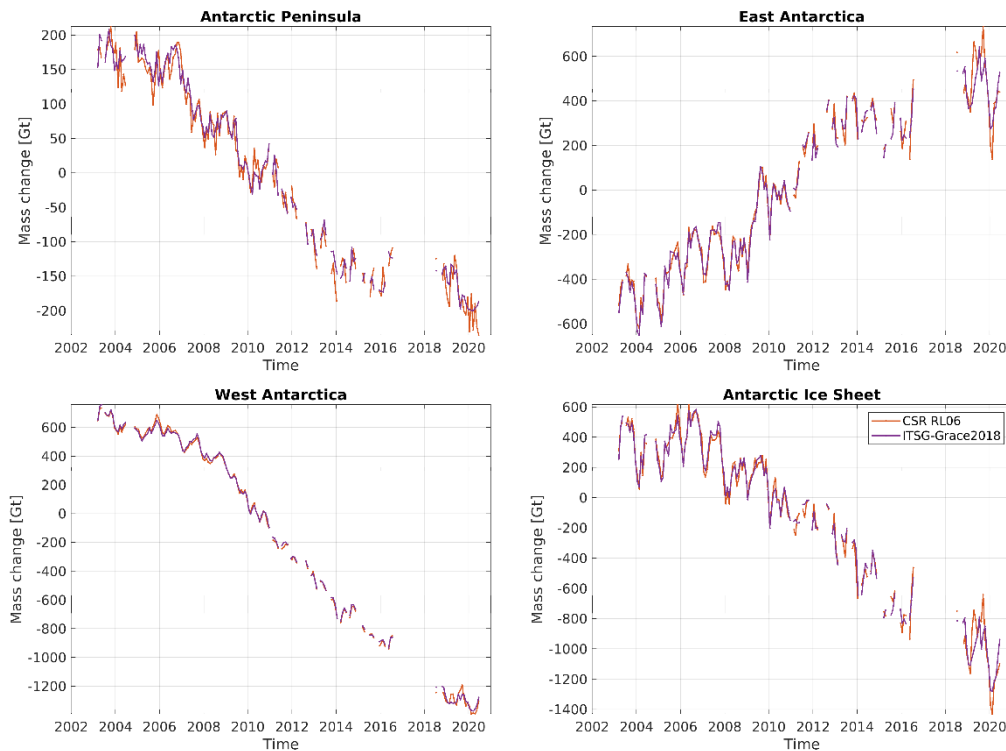 Antarctic Peninsula
Mass change [Gt]
200
150
100
50
0
-50
-100
-150
-200
2002 2004 2006 2008 2010 2012 2014 2016 2018 2020
Time
East Antarctica
Mass change [Gt]
600
400
200
0
-200
-400
-600
2002 2004 2006 2008 2010 2012 2014 2016 2018 2020
Time
West Antarctica
Mass change [Gt]
600
400
200
0
-200
-400
-600
-800
-1000
-1200
2002 2004 2006 2008 2010 2012 2014 2016 2018 2020
Time
Antarctic Ice Sheet
CSR RL06
ITSG-Grace2018
Mass change [Gt]
600
400
200
0
-200
-400
-600
-800
-1000
-1200
-1400
2002 2004 2006 2008 2010 2012 2014 2016 2018 2020
Time